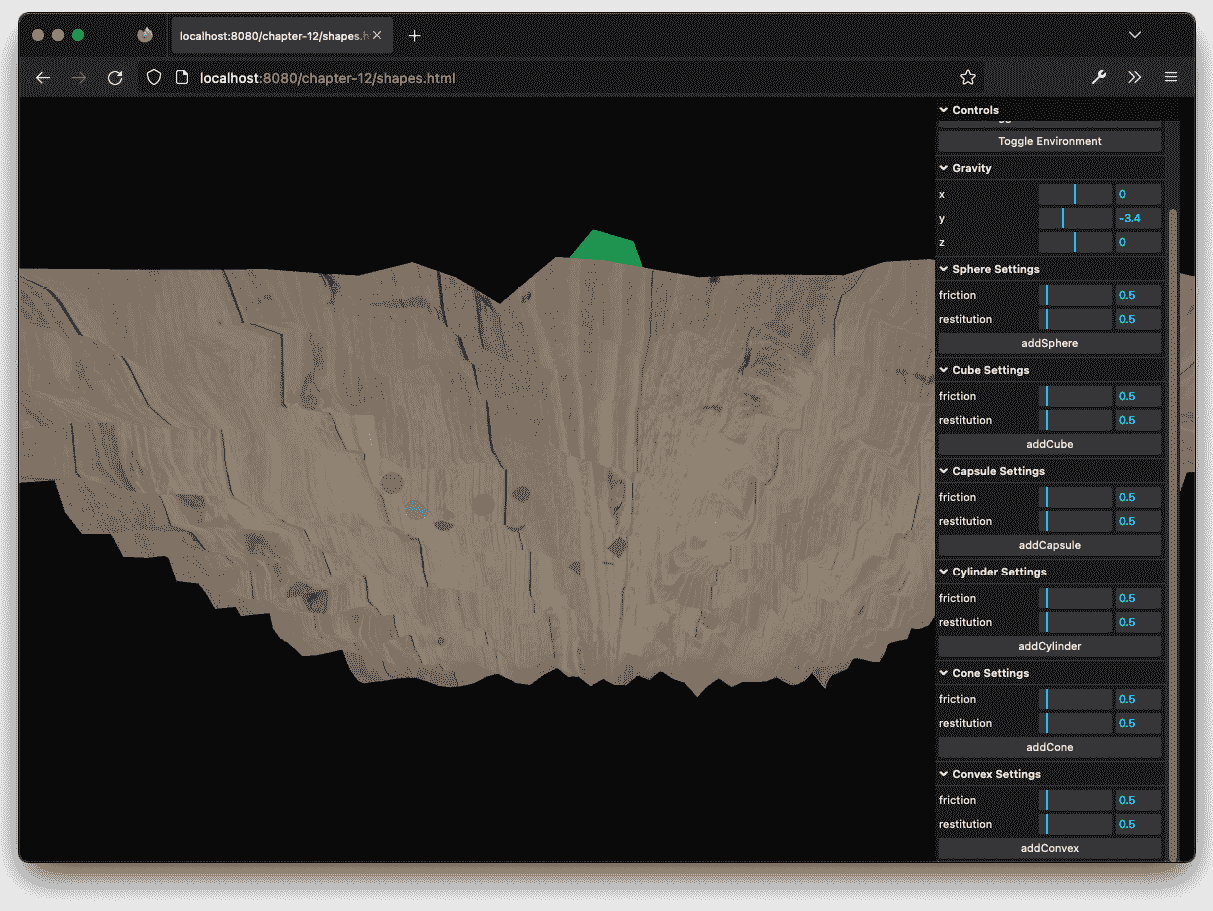 localhost:8080/chapter-12/shapes.h
localhost:8080/chapter-12/shapes.html
Controls
Toggle Environment
Gravity
x 0
y -3.4
z 0
Sphere Settings
friction 0.5
restitution 0.5
addSphere
Cube Settings
friction 0.5
restitution 0.5
addCube
Capsule Settings
friction 0.5
restitution 0.5
addCapsule
Cylinder Settings
friction 0.5
restitution 0.5
addCylinder
Cone Settings
friction 0.5
restitution 0.5
addCone
Convex Settings
friction 0.5
restitution 0.5
addConvex